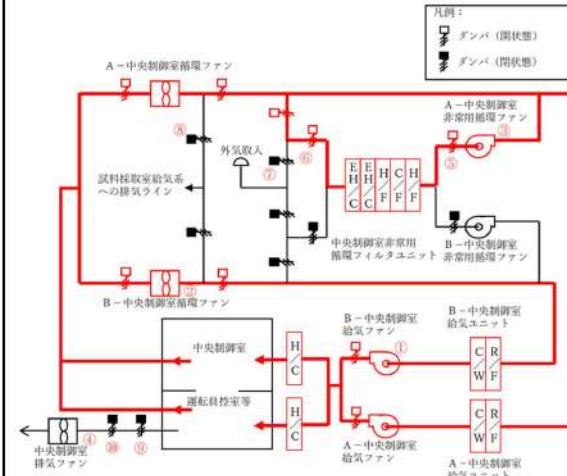 凡例：
ダンパ（開状態）
ダンパ（閉状態）
A－中央制御室循環ファン
A－中央制御室
非常用循環ファン
③
⑧
外気取入
⑥
⑤
⑦
試料採取室給気系
への排気ライン
E
H
C
E
H
C
H
F
C
F
H
F
中央制御室非常用
循環フィルタユニット
B－中央制御室
非常用循環ファン
②
B－中央制御室循環ファン
B－中央制御室
給気ファン
①
B－中央制御室
給気ユニット
中央制御室
H
C
C
W
R
F
運転員控室等
H
C
C
W
R
F
④
⑩
⑨
中央制御室
排気ファン
A－中央制御室
給気ファン
A－中央制御室
給気ユニット